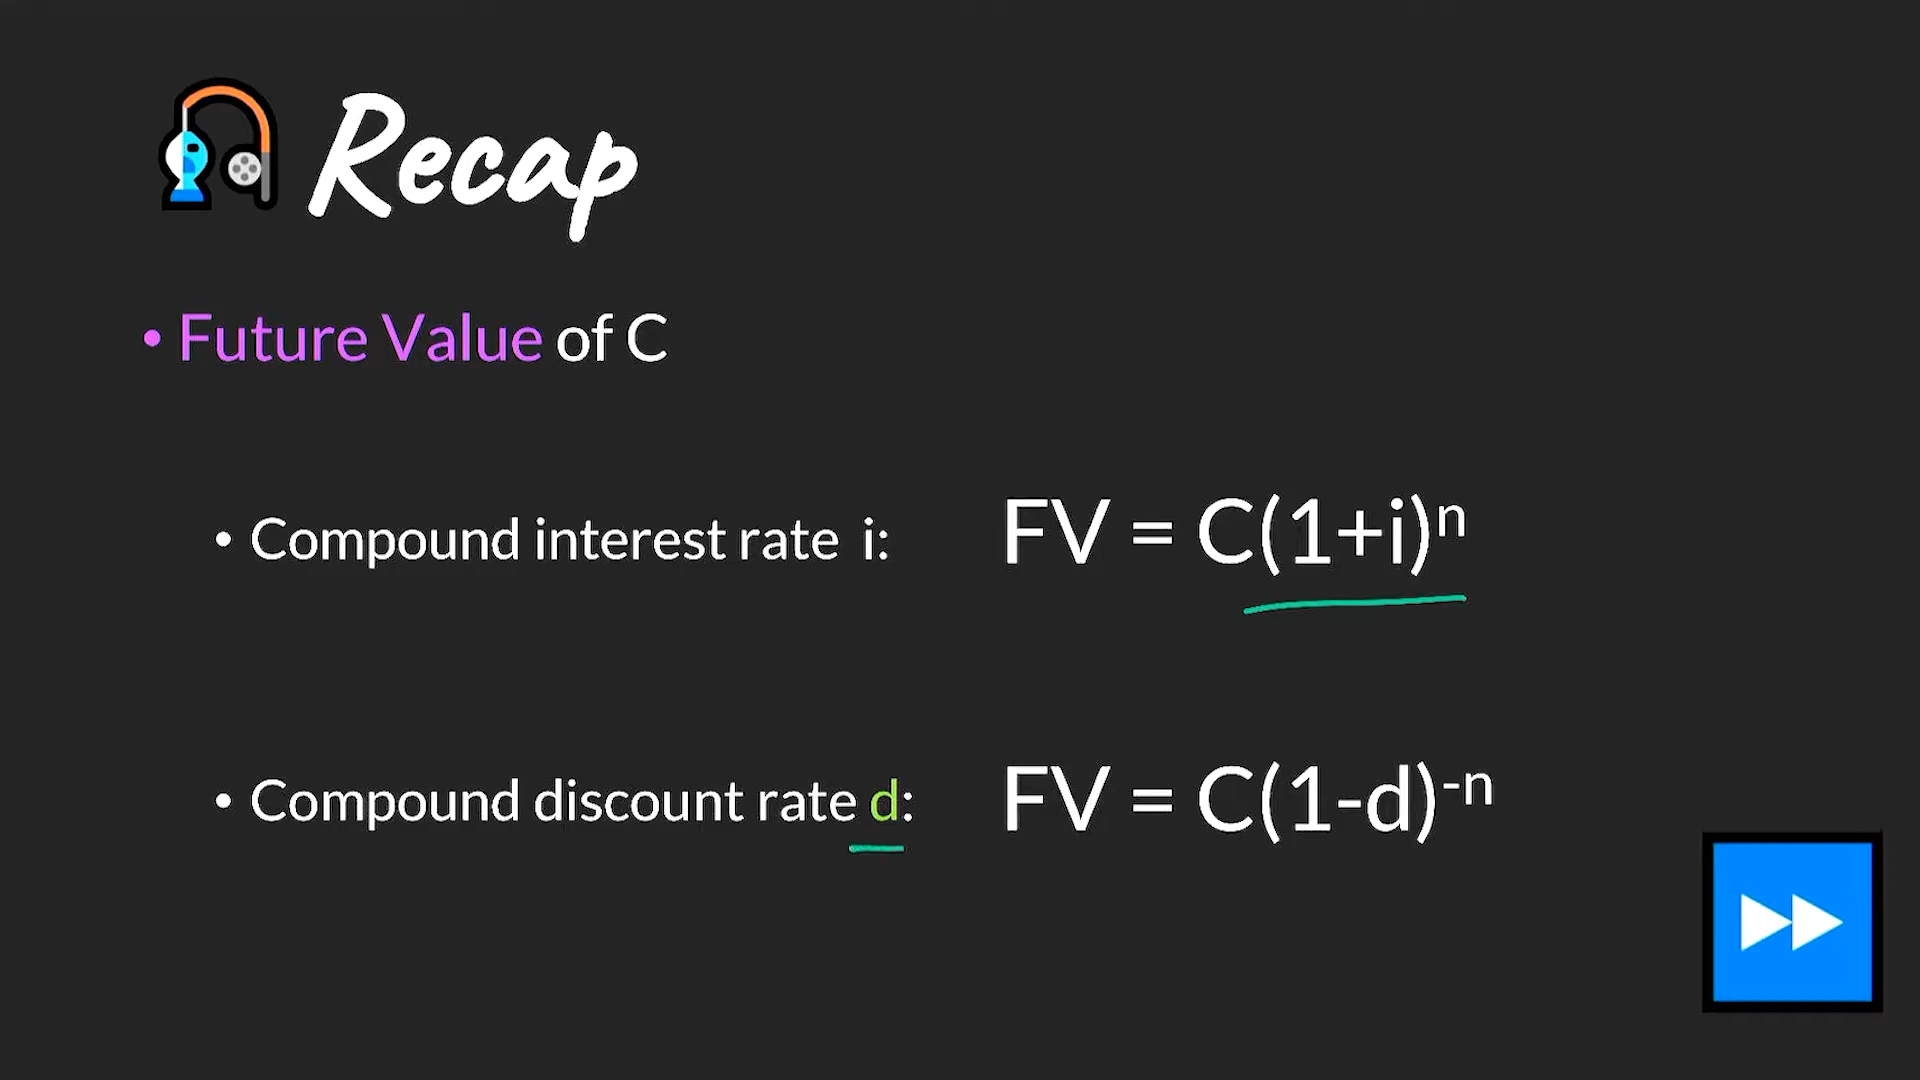 Recap
• Future Value of C
• Compound interest rate i: FV = C(1+i)ⁿ
• Compound discount rate d: FV = C(1-d)⁻ⁿ